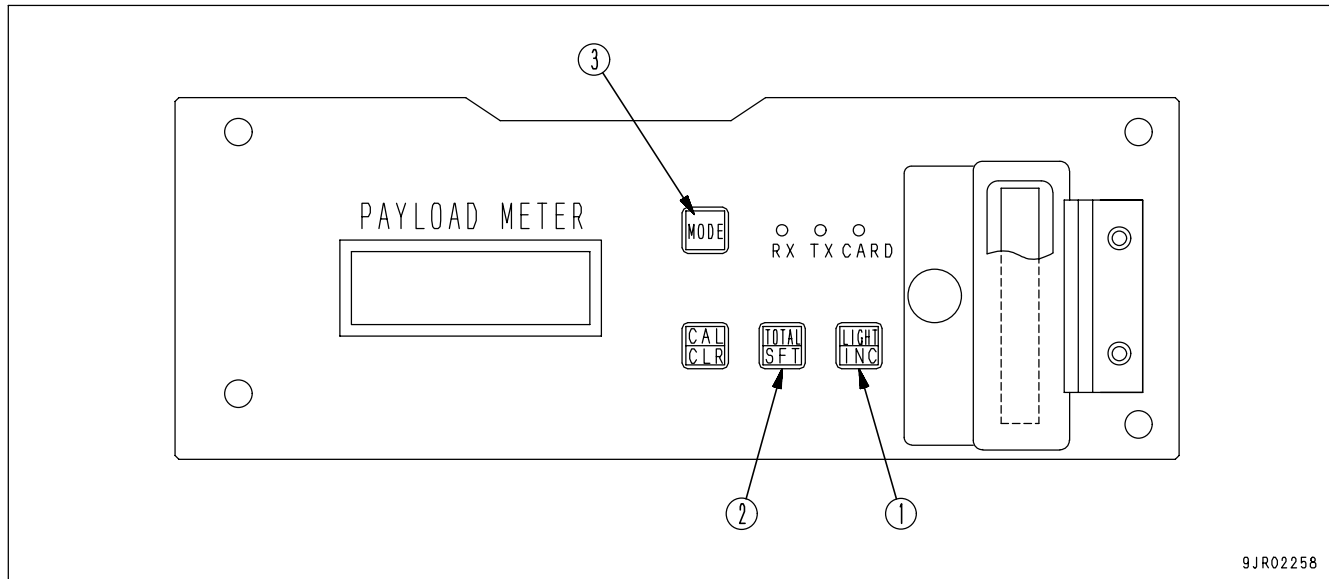 3
PAYLOAD METER
MODE
RX TX CARD
CAL
CLR
TOTAL
SFT
LIGHT
INC
2
1
9JR02258